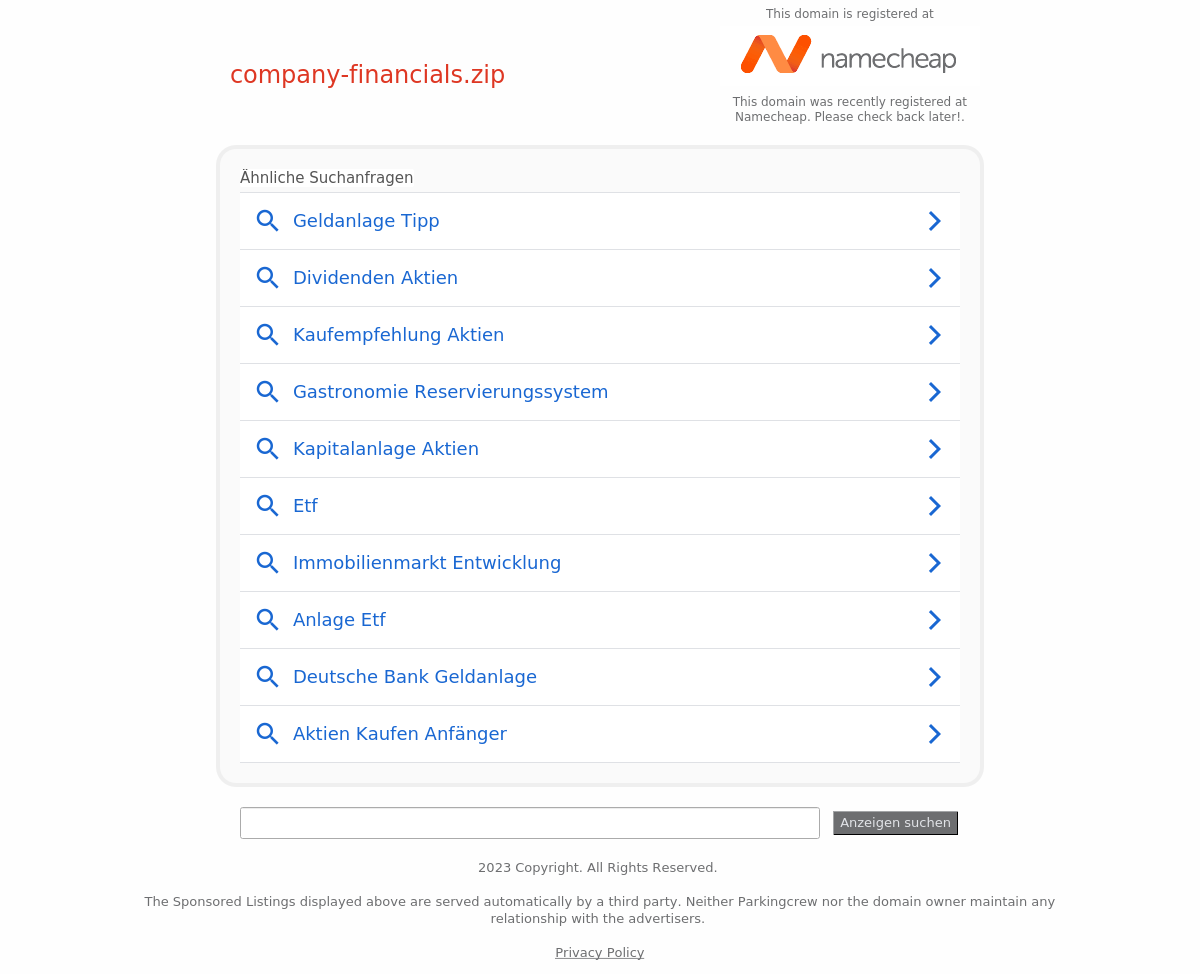 This domain is registered at
namecheap
company-financials.zip
This domain was recently registered at
Namecheap. Please check back later!.
Ähnliche Suchanfragen
Geldanlage Tipp
Dividenden Aktien
Kaufempfehlung Aktien
Gastronomie Reservierungssystem
Kapitalanlage Aktien
Etf
Immobilienmarkt Entwicklung
Anlage Etf
Deutsche Bank Geldanlage
Aktien Kaufen Anfänger
Anzeigen suchen
2023 Copyright. All Rights Reserved.
The Sponsored Listings displayed above are served automatically by a third party. Neither Parkingcrew nor the domain owner maintain any
relationship with the advertisers.
Privacy Policy